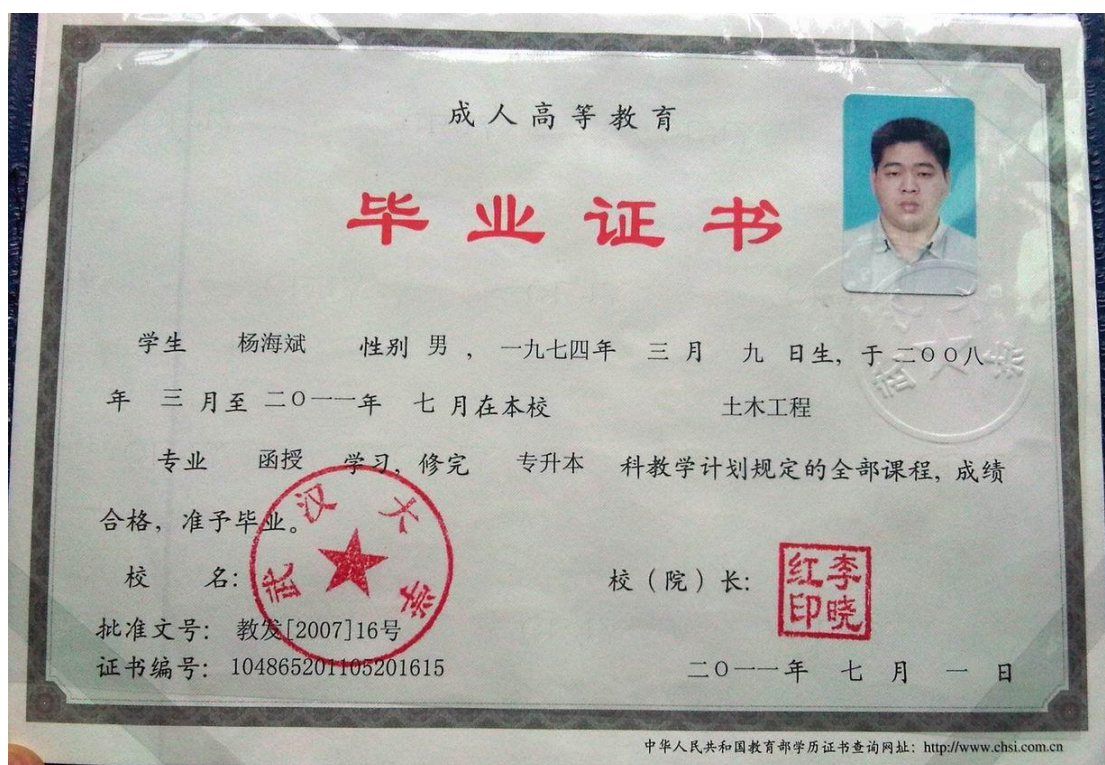 成人高等教育
毕业证书
学生 杨海斌 性别 男 , 一九七四年 三 月 九 日生, 于 二〇〇八
年 三 月至 二〇一一年 七 月在本校 土木工程
专业 函授 学习, 修完 专升本 科教学计划规定的全部课程, 成绩
合格, 准予毕业。
武汉大学
校 名:
校（院）长:
李晓红印
批准文号: 教发[2007]16号
证书编号: 104865201105201615
二〇一一年 七 月 一 日
中华人民共和国教育部学历证书查询网址: http://www.chsi.com.cn